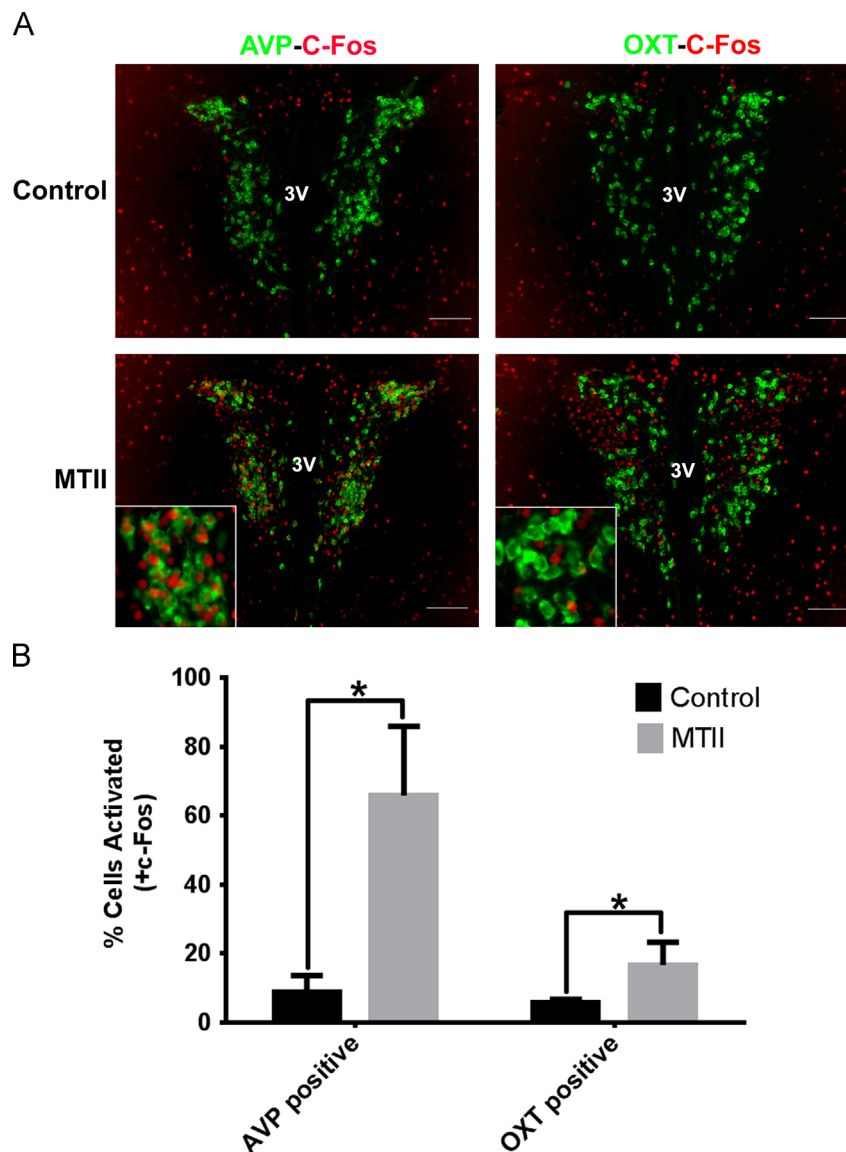 A
AVP-C-Fos
OXT-C-Fos
Control
3V
3V
MTII
3V
3V
B
% Cells Activated
(+c-Fos)
100
80
60
40
20
0
*
*
Control
MTII
AVP positive
OXT positive